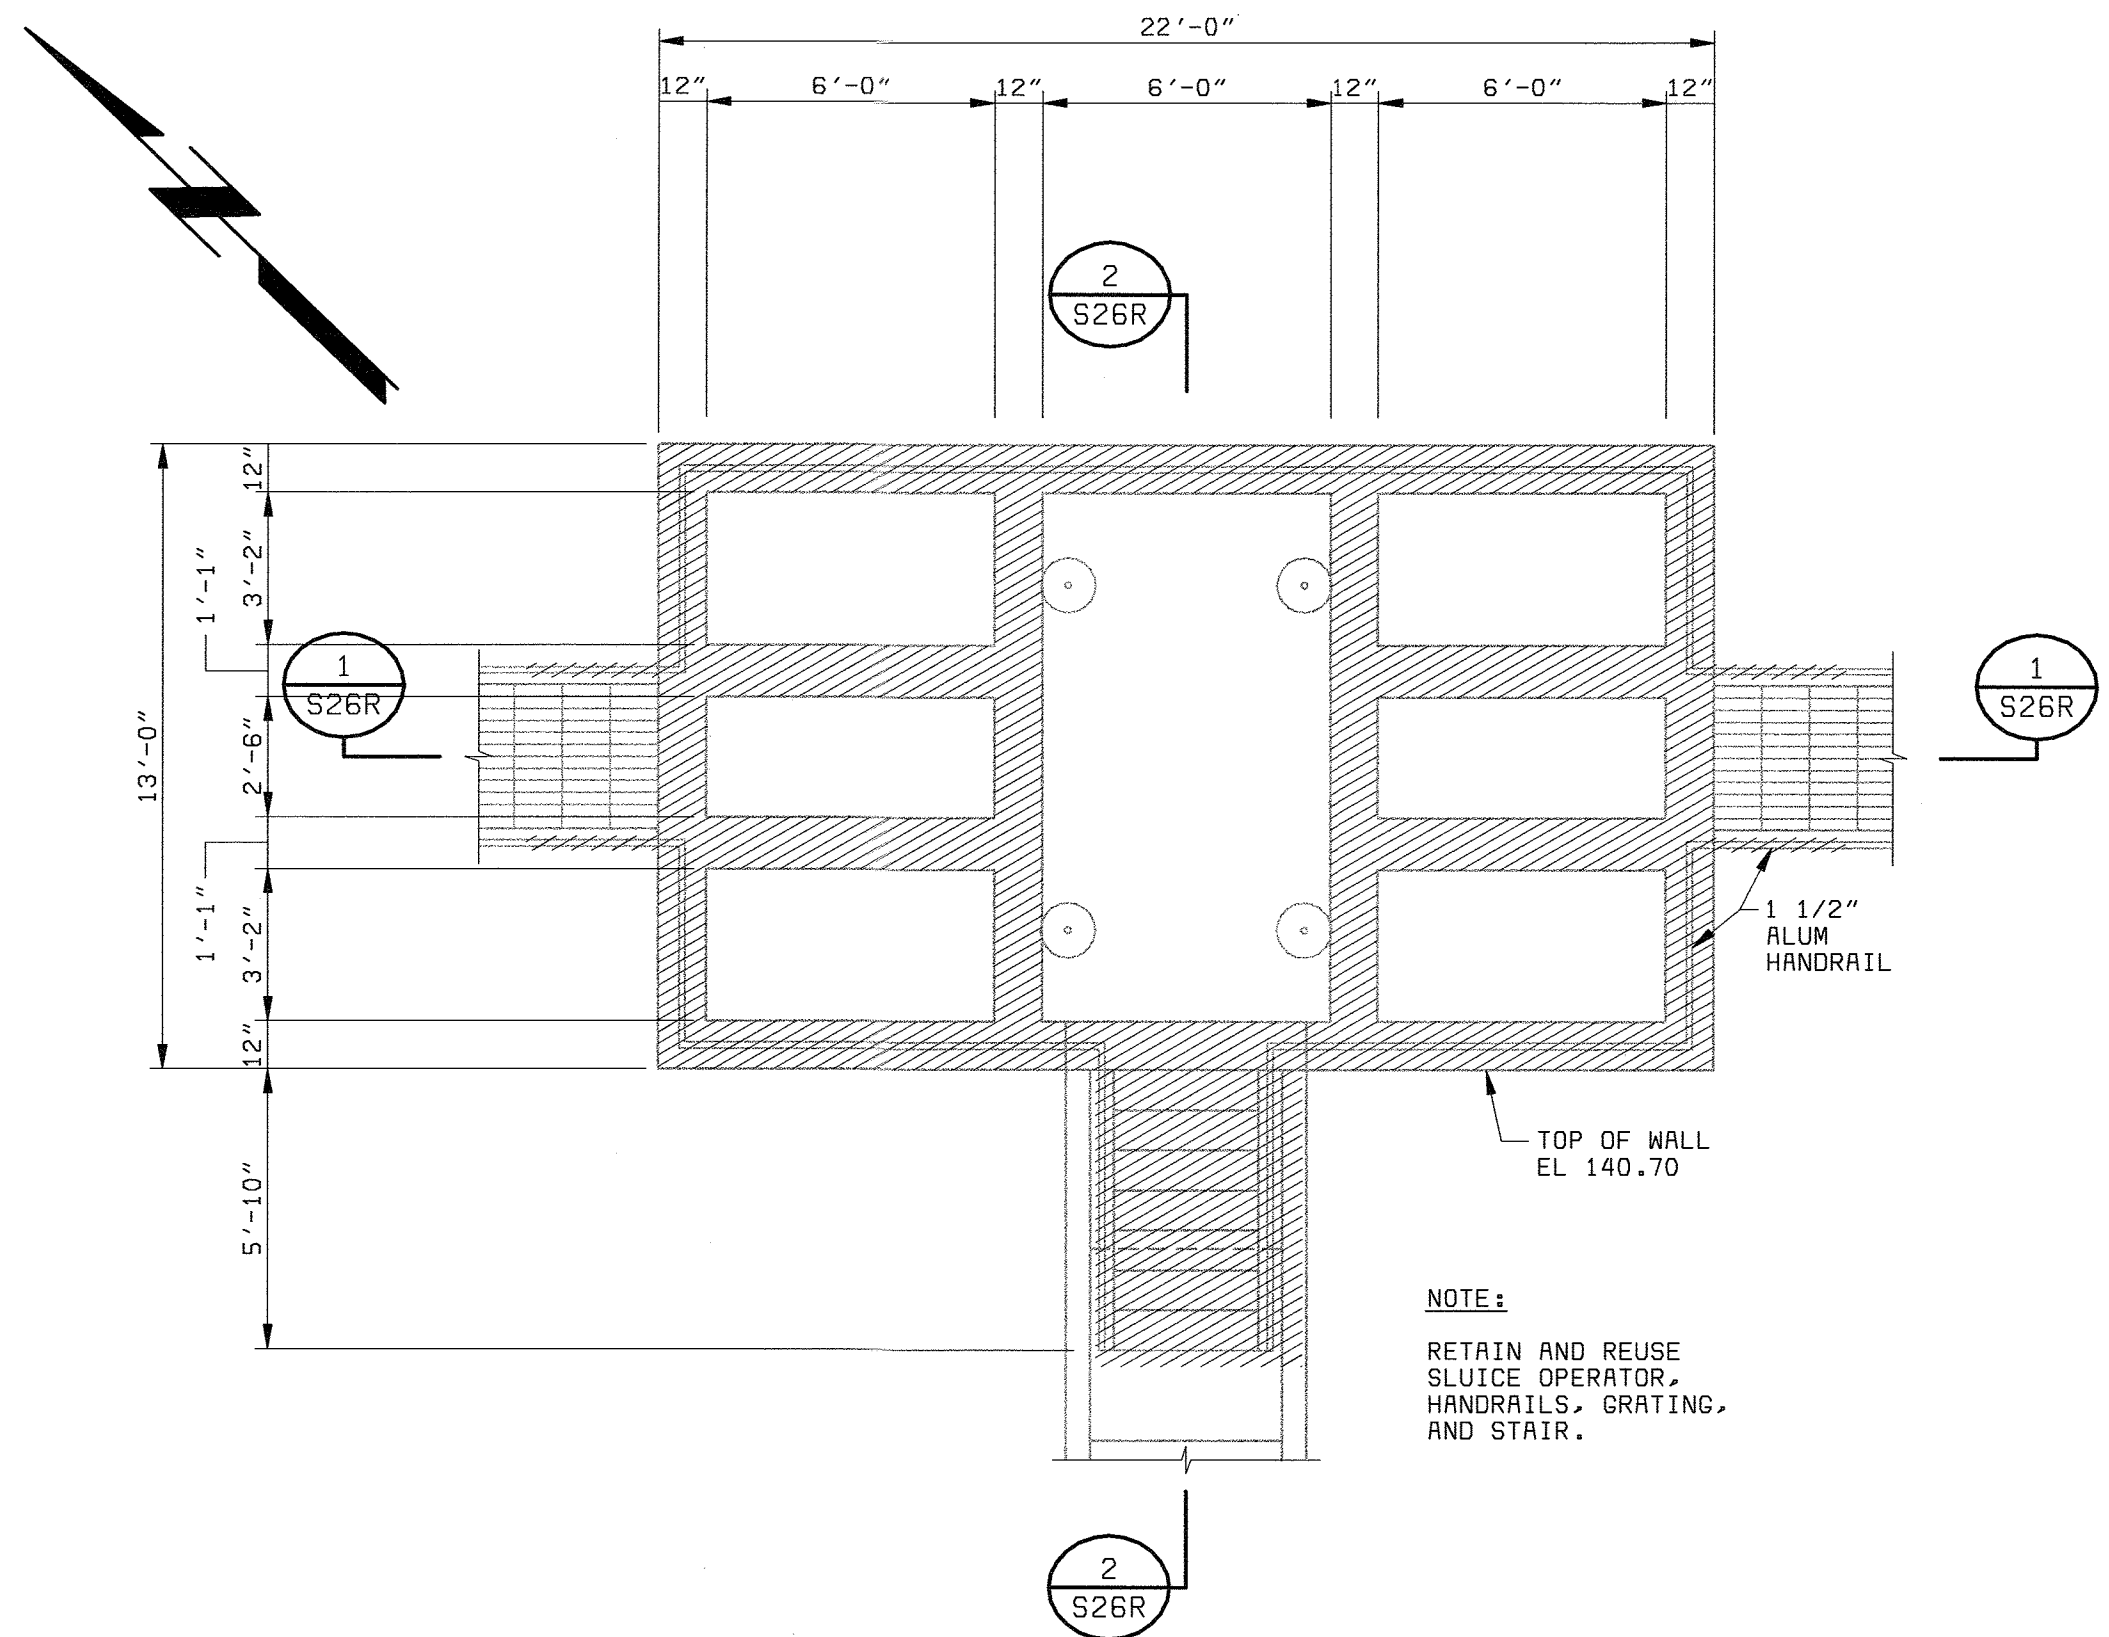 22'-0"
12" 6'-0" 12" 6'-0" 12" 6'-0" 12"
2
S26R
12"
3'-2"
1'-1"
1
S26R
1
S26R
2'-6"
13'-0"
1'-1"
3'-2"
12"
1 1/2"
ALUM
HANDRAIL
TOP OF WALL
EL 140.70
5'-10"
NOTE:
RETAIN AND REUSE
SLUICE OPERATOR,
HANDRAILS, GRATING,
AND STAIR.
2
S26R